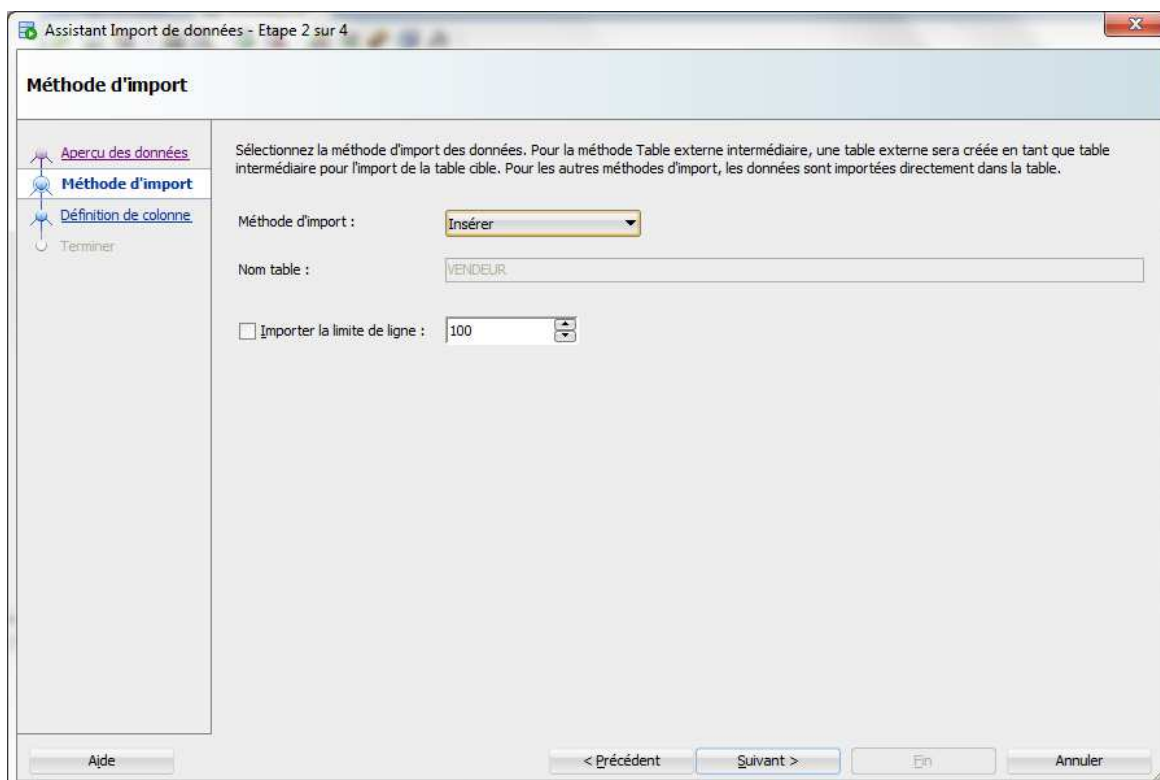 Assistant Import de données - Etape 2 sur 4
Méthode d'import
Aperçu des données
Méthode d'import
Définition de colonne
Terminer
Sélectionnez la méthode d'import des données. Pour la méthode Table externe intermédiaire, une table externe sera créée en tant que table
intermédiaire pour l'import de la table cible. Pour les autres méthodes d'import, les données sont importées directement dans la table.
Méthode d'import : Insérer
Nom table : VENDEUR
Importer la limite de ligne : 100
Aide < Précédent Suivant > Fin Annuler